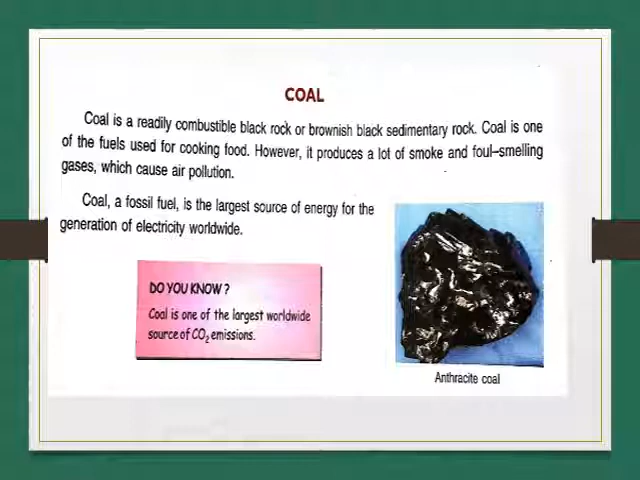 COAL
Coal is a readily combustible black rock or brownish black sedimentary rock. Coal is one
of the fuels used for cooking food. However, it produces a lot of smoke and foul–smelling
gases, which cause air pollution.
Coal, a fossil fuel, is the largest source of energy for the
generation of electricity worldwide.
DO YOU KNOW ?
Coal is one of the largest worldwide
source of CO₂ emissions.
Anthracite coal